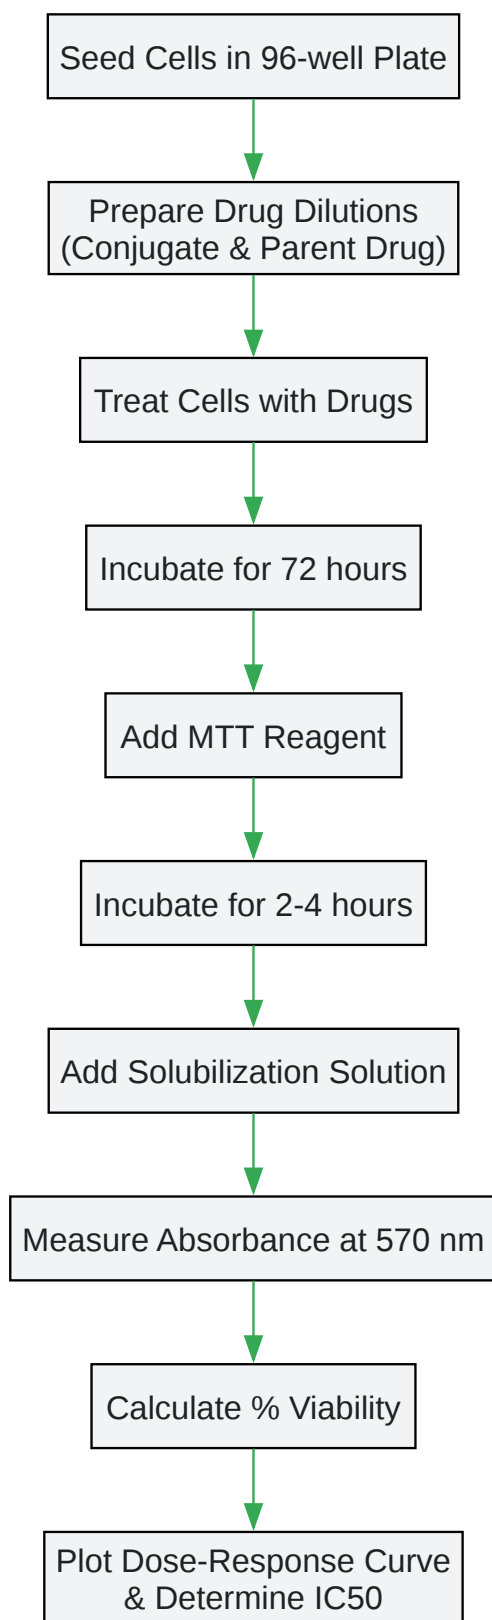 Seed Cells in 96-well Plate
Prepare Drug Dilutions
(Conjugate & Parent Drug)
Treat Cells with Drugs
Incubate for 72 hours
Add MTT Reagent
Incubate for 2-4 hours
Add Solubilization Solution
Measure Absorbance at 570 nm
Calculate % Viability
Plot Dose-Response Curve
& Determine IC50